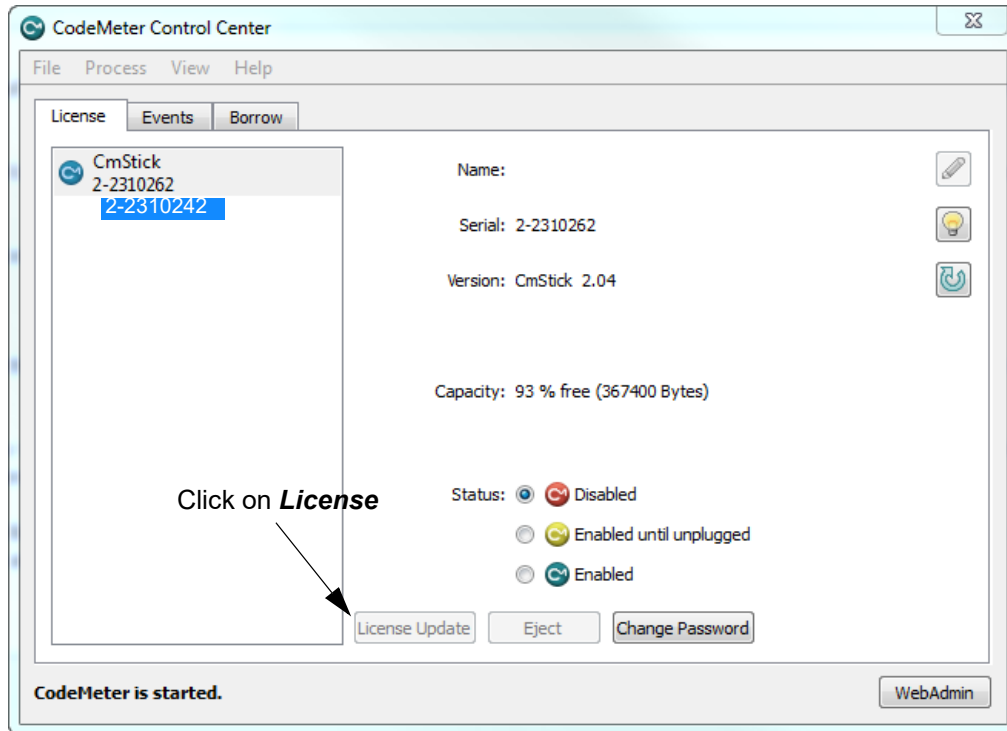 CodeMeter Control Center
File Process View Help
License Events Borrow
CmStick
2-2310262
2-2310242
Name:
Serial: 2-2310262
Version: CmStick 2.04
Capacity: 93 % free (367400 Bytes)
Click on License
Status: Disabled
Enabled until unplugged
Enabled
License Update Eject Change Password
CodeMeter is started.
WebAdmin